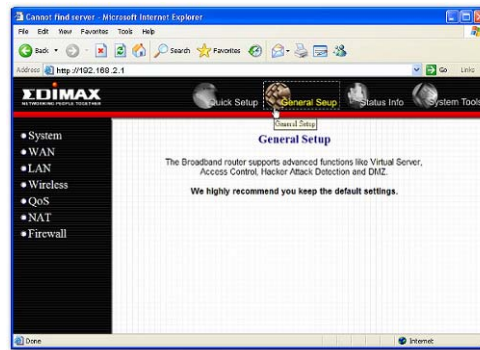 Cannot find server - Microsoft Internet Explorer
File Edit View Favorites Tools Help
Back Search Favorites
Address http://192.168.2.1 Go Links
EDIMAX
NETWORKING PEOPLE TOGETHER
Quick Setup General Seup Status Info System Tools
General Setup
System
WAN
LAN
Wireless
QoS
NAT
Firewall
General Setup
The Broadband router supports advanced functions like Virtual Server,
Access Control, Hacker Attack Detection and DMZ.
We highly recommend you keep the default settings.
Done Internet